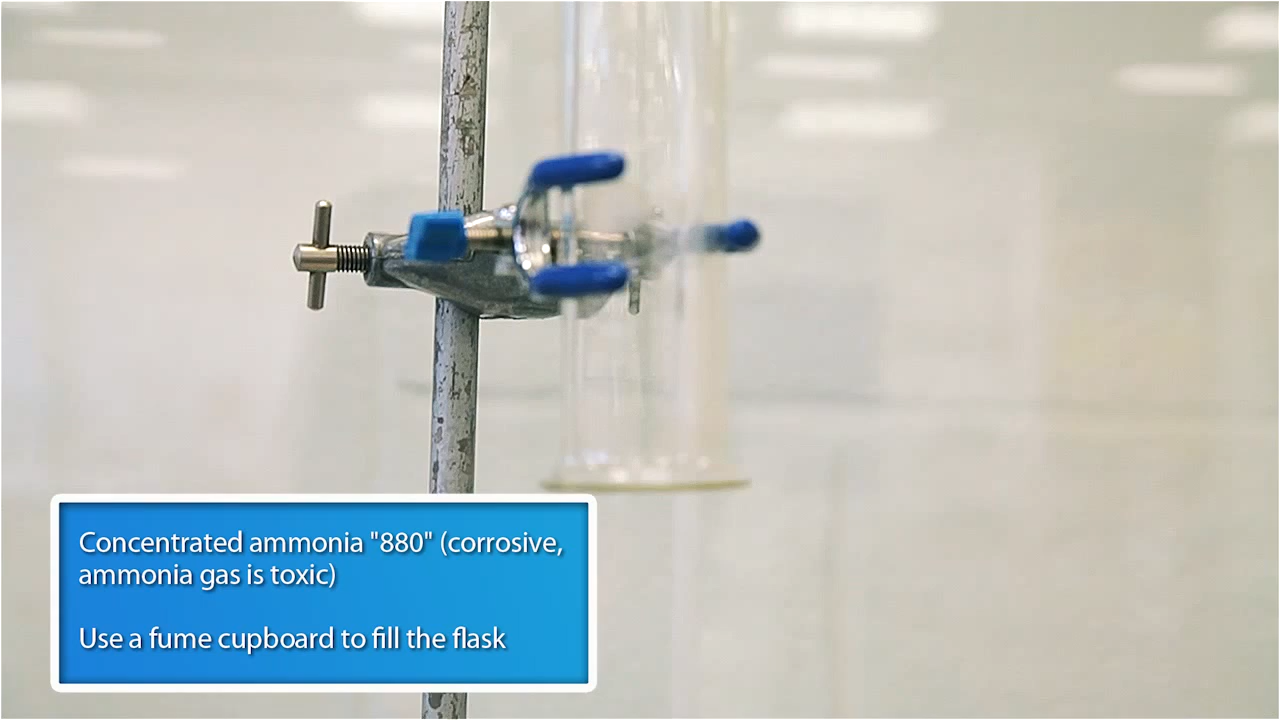 Concentrated ammonia "880" (corrosive,
ammonia gas is toxic)
Use a fume cupboard to fill the flask